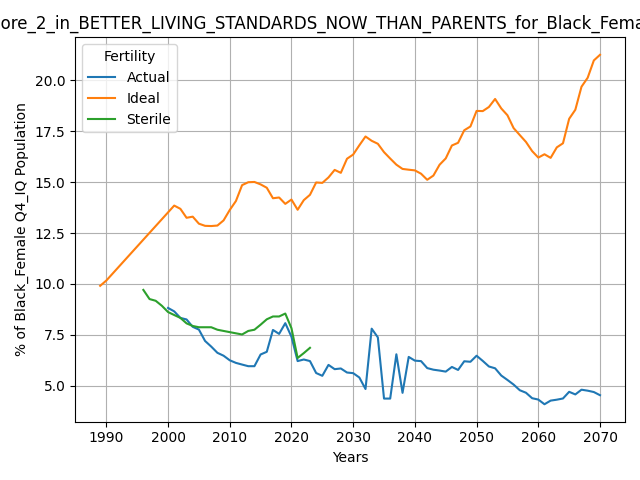 ore_2_in_BETTER_LIVING_STANDARDS_NOW_THAN_PARENTS_for_Black_Fema
Fertility
Actual
Ideal
Sterile
% of Black_Female Q4_IQ Population
20.0
17.5
15.0
12.5
10.0
7.5
5.0
1990 2000 2010 2020 2030 2040 2050 2060 2070
Years